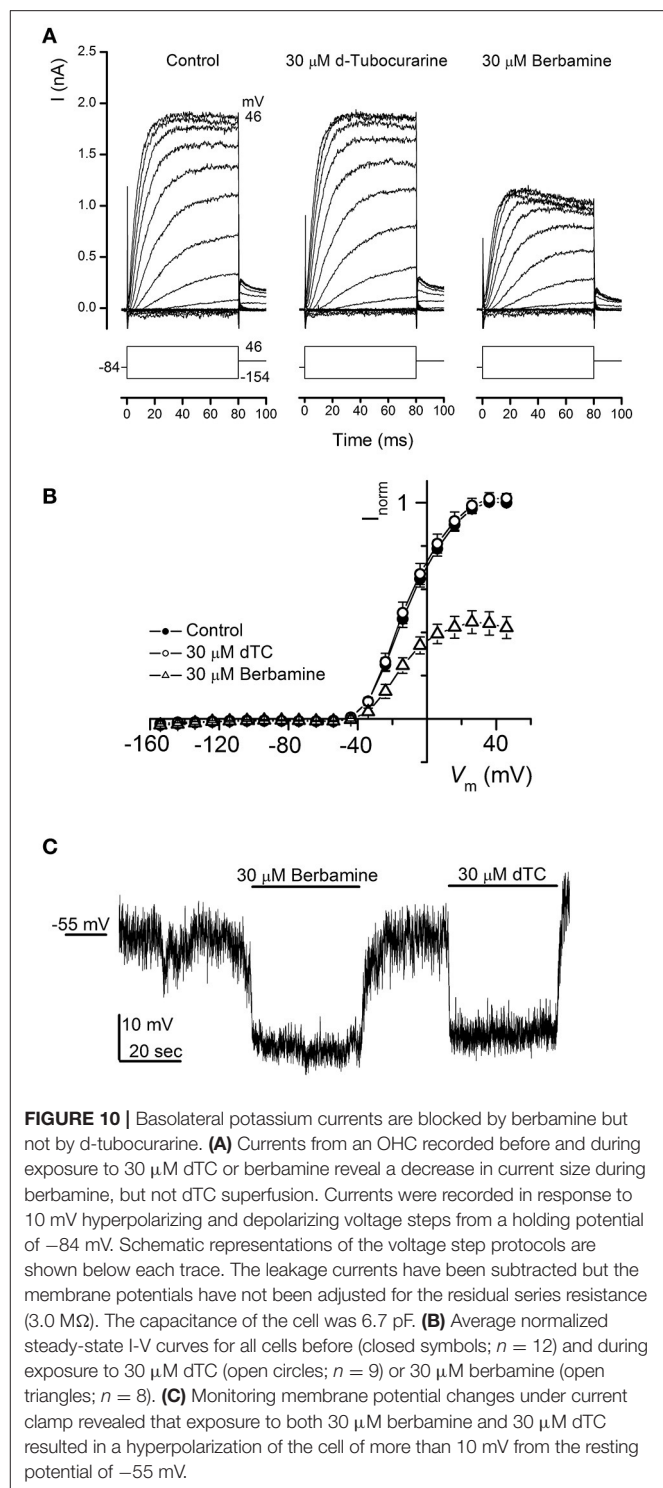 A
I (nA)
2.5
2.0
1.5
1.0
0.5
0.0
Control
30 μM d-Tubocurarine
30 μM Berbamine
mV
46
-84
46
-154
0 20 40 60 80 100
0 20 40 60 80 100
0 20 40 60 80 100
Time (ms)
B
Inorm
1
Control
30 μM dTC
30 μM Berbamine
-160 -120 -80 -40 40
Vm (mV)
C
30 μM Berbamine
30 μM dTC
-55 mV
10 mV
20 sec
FIGURE 10 | Basolateral potassium currents are blocked by berbamine but
not by d-tubocurarine. (A) Currents from an OHC recorded before and during
exposure to 30 μM dTC or berbamine reveal a decrease in current size during
berbamine, but not dTC superfusion. Currents were recorded in response to
10 mV hyperpolarizing and depolarizing voltage steps from a holding potential
of −84 mV. Schematic representations of the voltage step protocols are
shown below each trace. The leakage currents have been subtracted but the
membrane potentials have not been adjusted for the residual series resistance
(3.0 MΩ). The capacitance of the cell was 6.7 pF. (B) Average normalized
steady-state I-V curves for all cells before (closed symbols; n = 12) and during
exposure to 30 μM dTC (open circles; n = 9) or 30 μM berbamine (open
triangles; n = 8). (C) Monitoring membrane potential changes under current
clamp revealed that exposure to both 30 μM berbamine and 30 μM dTC
resulted in a hyperpolarization of the cell of more than 10 mV from the resting
potential of −55 mV.